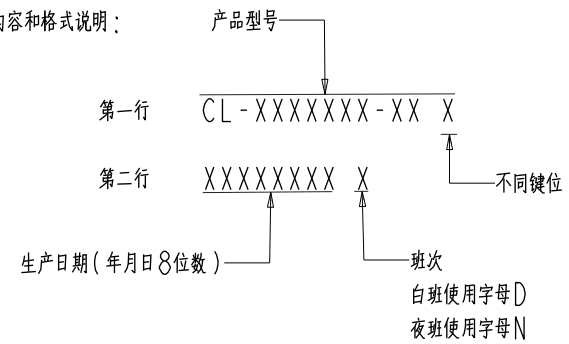 内容和格式说明：
产品型号
第一行 CL-XXXXXXX-XX X
第二行 XXXXXXXX X
不同键位
生产日期(年月日8位数)
班次
白班使用字母D
夜班使用字母N